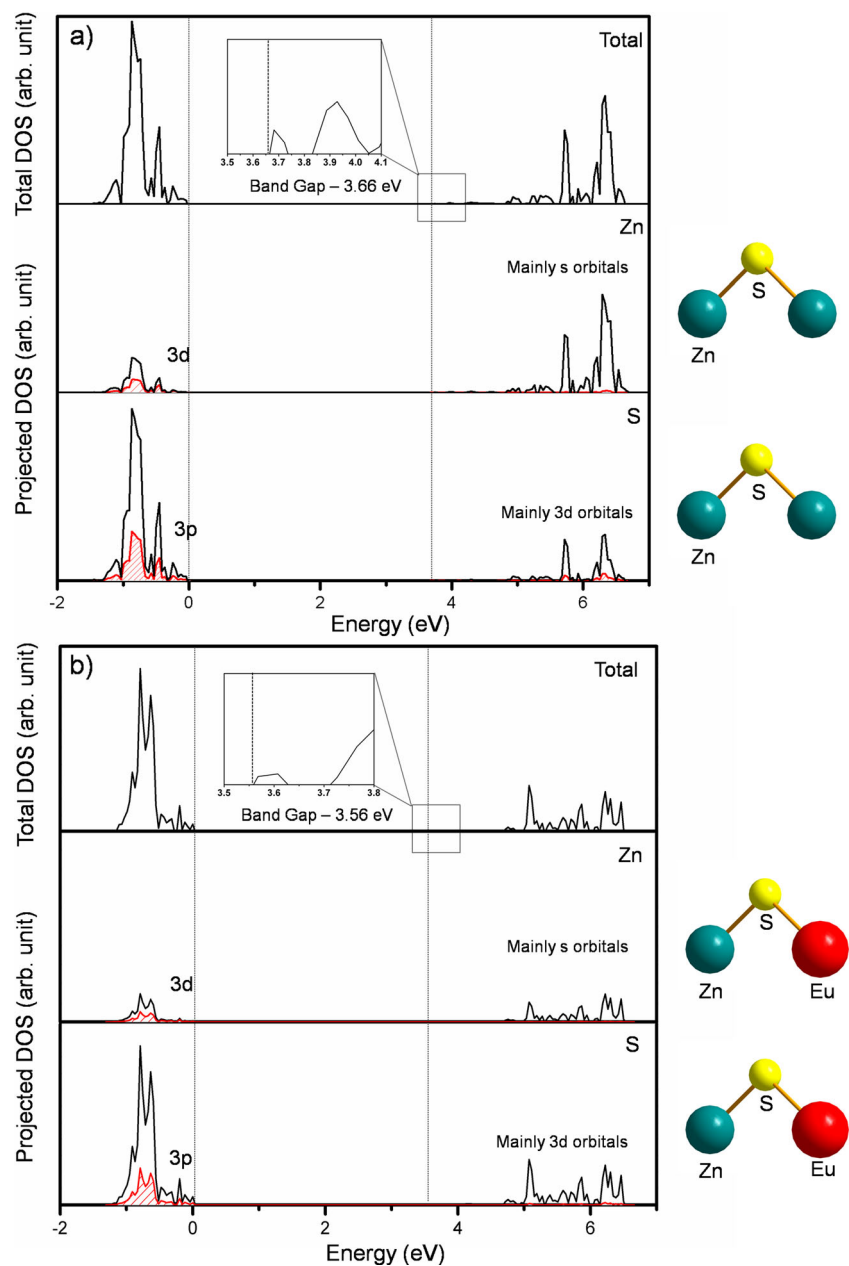 a)
Total
Total DOS (arb. unit)
3.5 3.6 3.7 3.8 3.9 4.0 4.1
Band Gap – 3.66 eV
Zn
Mainly s orbitals
3d
Projected DOS (arb. unit)
S
Mainly 3d orbitals
3p
-2 0 2 4 6
Energy (eV)
S
Zn
S
Zn
b)
Total
Total DOS (arb. unit)
3.5 3.6 3.7 3.8
Band Gap – 3.56 eV
Zn
Mainly s orbitals
3d
Projected DOS (arb. unit)
S
Mainly 3d orbitals
3p
-2 0 2 4 6
Energy (eV)
S
Zn Eu
S
Zn Eu